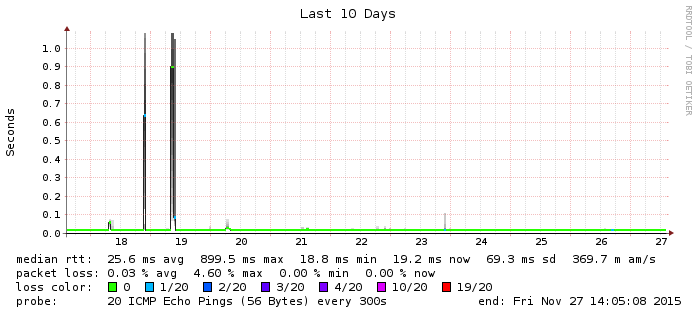 Last 10 Days
RRDTOOL / TOBI OETIKER
Seconds
1.0
0.9
0.8
0.7
0.6
0.5
0.4
0.3
0.2
0.1
0.0
18 19 20 21 22 23 24 25 26 27
median rtt: 25.6 ms avg 899.5 ms max 18.8 ms min 19.2 ms now 69.3 ms sd 369.7 m am/s
packet loss: 0.03 % avg 4.60 % max 0.00 % min 0.00 % now
loss color: 0 1/20 2/20 3/20 4/20 10/20 19/20
probe: 20 ICMP Echo Pings (56 Bytes) every 300s end: Fri Nov 27 14:05:08 2015